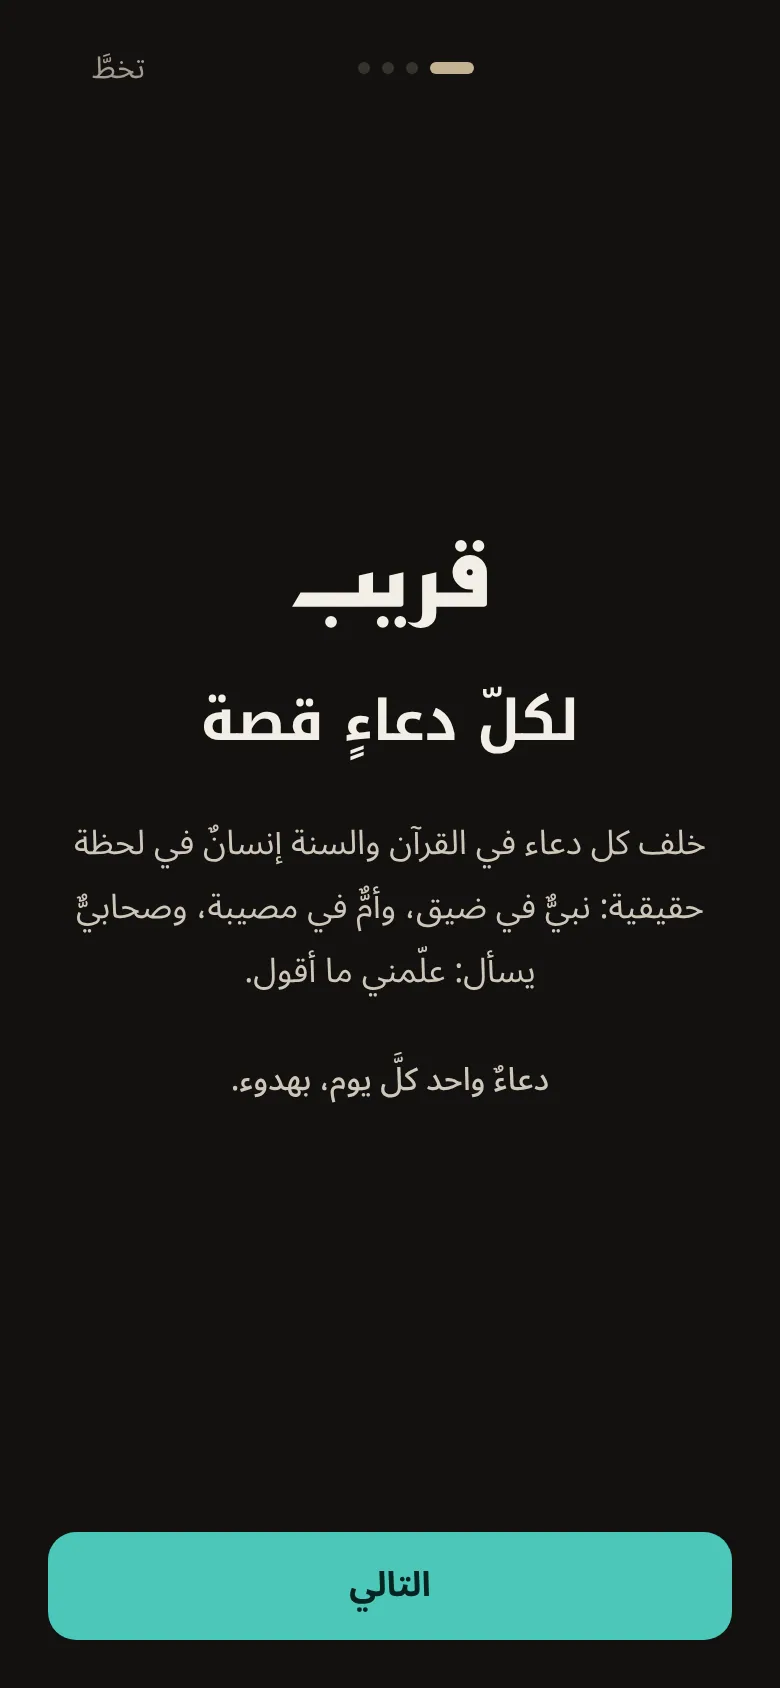 تخطَّ
قريب
لكلّ دعاءٍ قصة
خلف كل دعاء في القرآن والسنة إنسانٌ في لحظة
حقيقية: نبيٌّ في ضيق، وأمٌّ في مصيبة، وصحابيٌّ
يسأل: علّمني ما أقول.
دعاءٌ واحد كلَّ يوم، بهدوء.
التالي